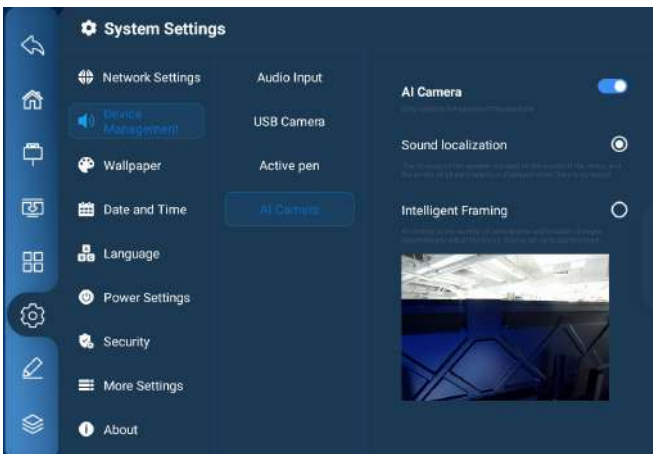 System Settings
Network Settings
Device
Management
Wallpaper
Date and Time
Language
Power Settings
Security
More Settings
About
Audio Input
USB Camera
Active pen
AI Camera
AI Camera
Sound localization
Intelligent Framing